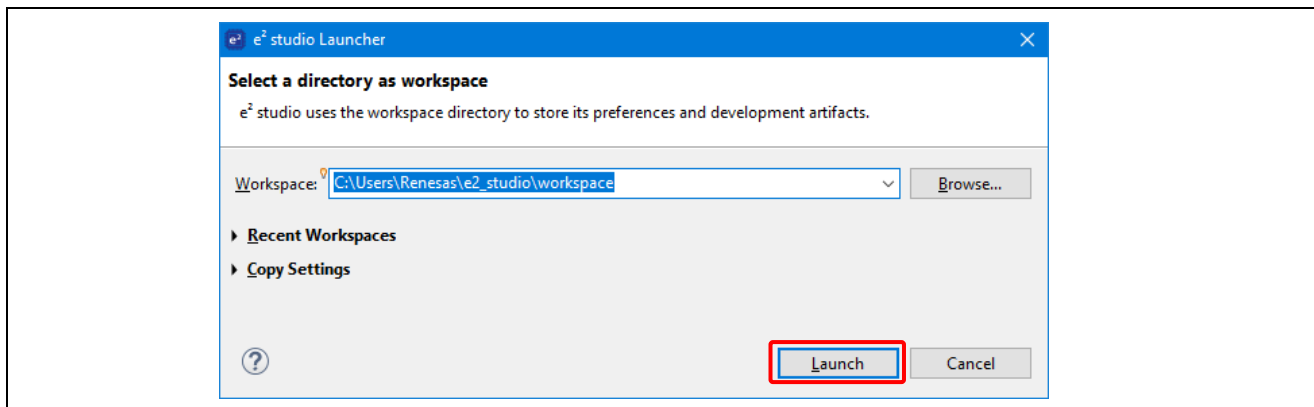 e² e² studio Launcher
Select a directory as workspace
e² studio uses the workspace directory to store its preferences and development artifacts.
Workspace: C:\Users\Renesas\e2_studio\workspace Browse...
Recent Workspaces
Copy Settings
? Launch Cancel